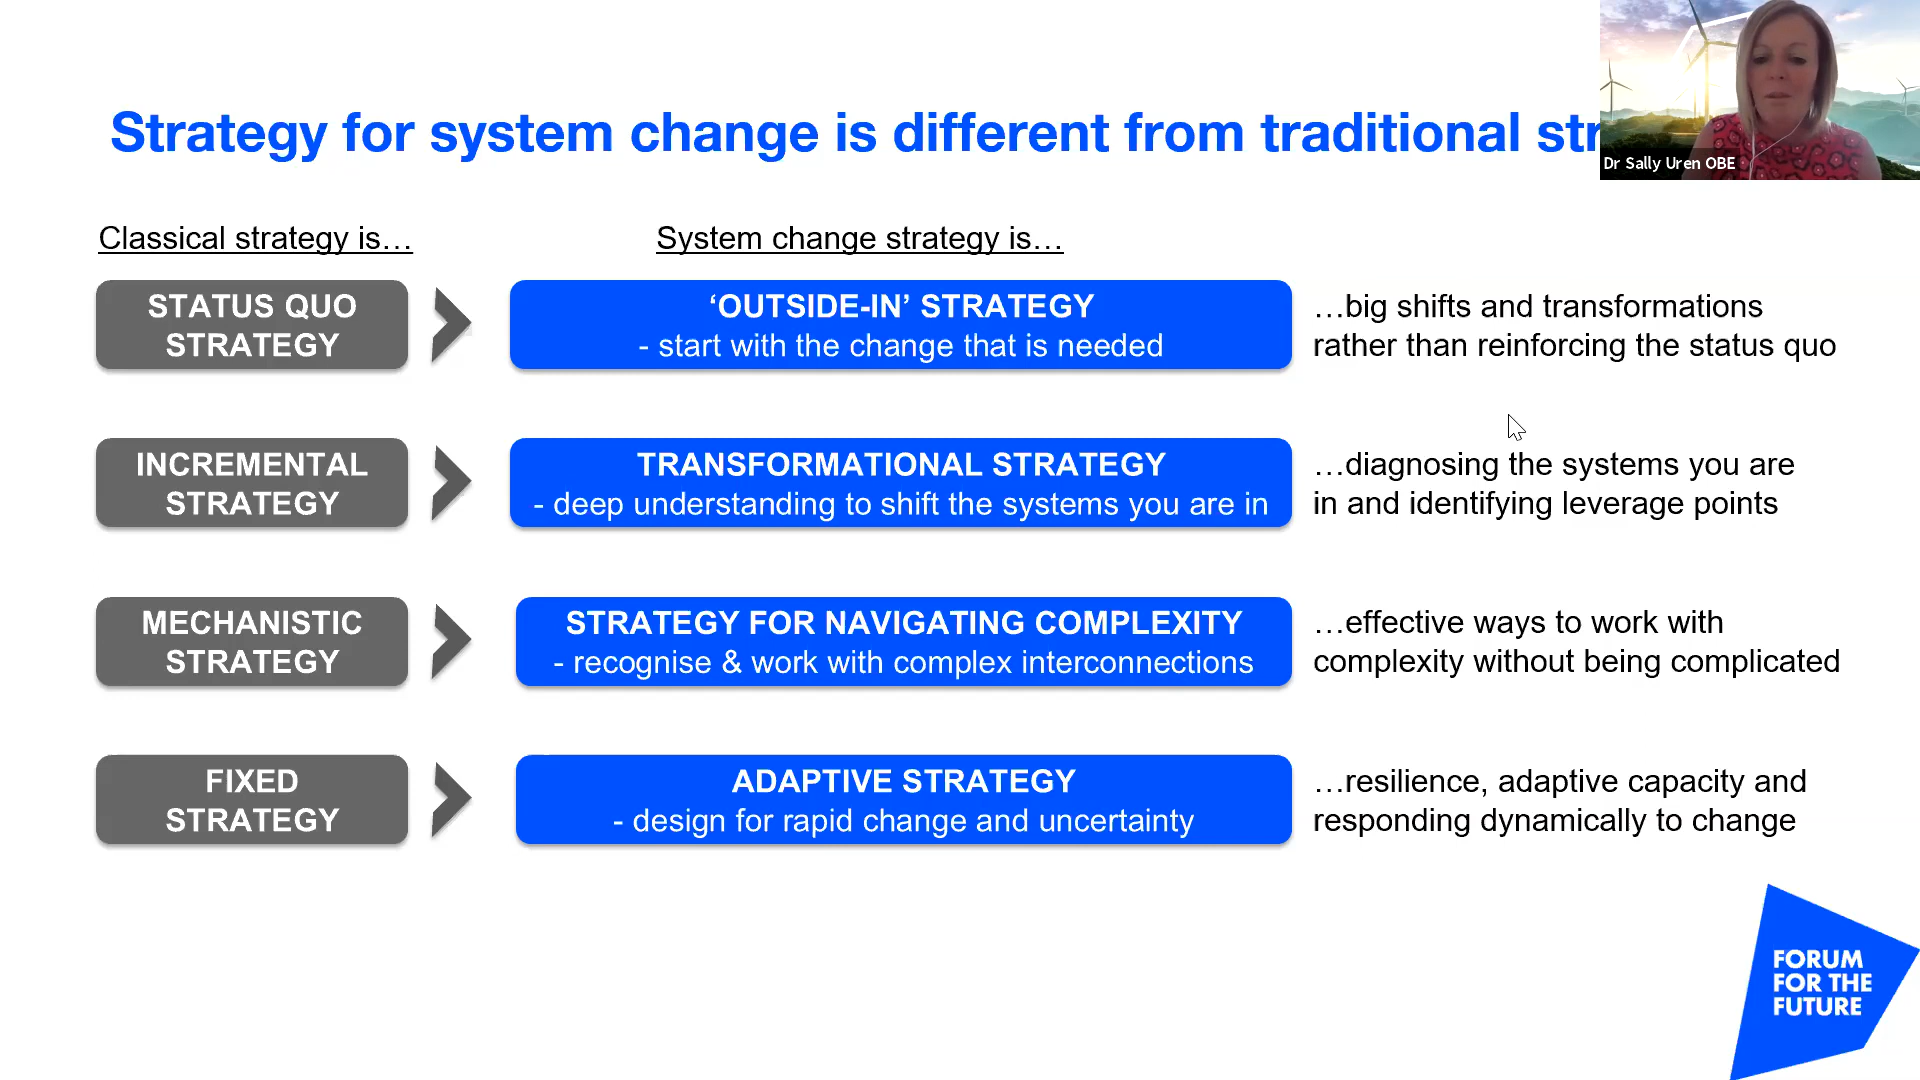 Strategy for system change is different from traditional
Dr Sally Uren OBE
Classical strategy is…
System change strategy is…
STATUS QUO
STRATEGY
‘OUTSIDE-IN’ STRATEGY
- start with the change that is needed
…big shifts and transformations
rather than reinforcing the status quo
INCREMENTAL
STRATEGY
TRANSFORMATIONAL STRATEGY
- deep understanding to shift the systems you are in
…diagnosing the systems you are
in and identifying leverage points
MECHANISTIC
STRATEGY
STRATEGY FOR NAVIGATING COMPLEXITY
- recognise & work with complex interconnections
…effective ways to work with
complexity without being complicated
FIXED
STRATEGY
ADAPTIVE STRATEGY
- design for rapid change and uncertainty
…resilience, adaptive capacity and
responding dynamically to change
FORUM
FOR THE
FUTURE